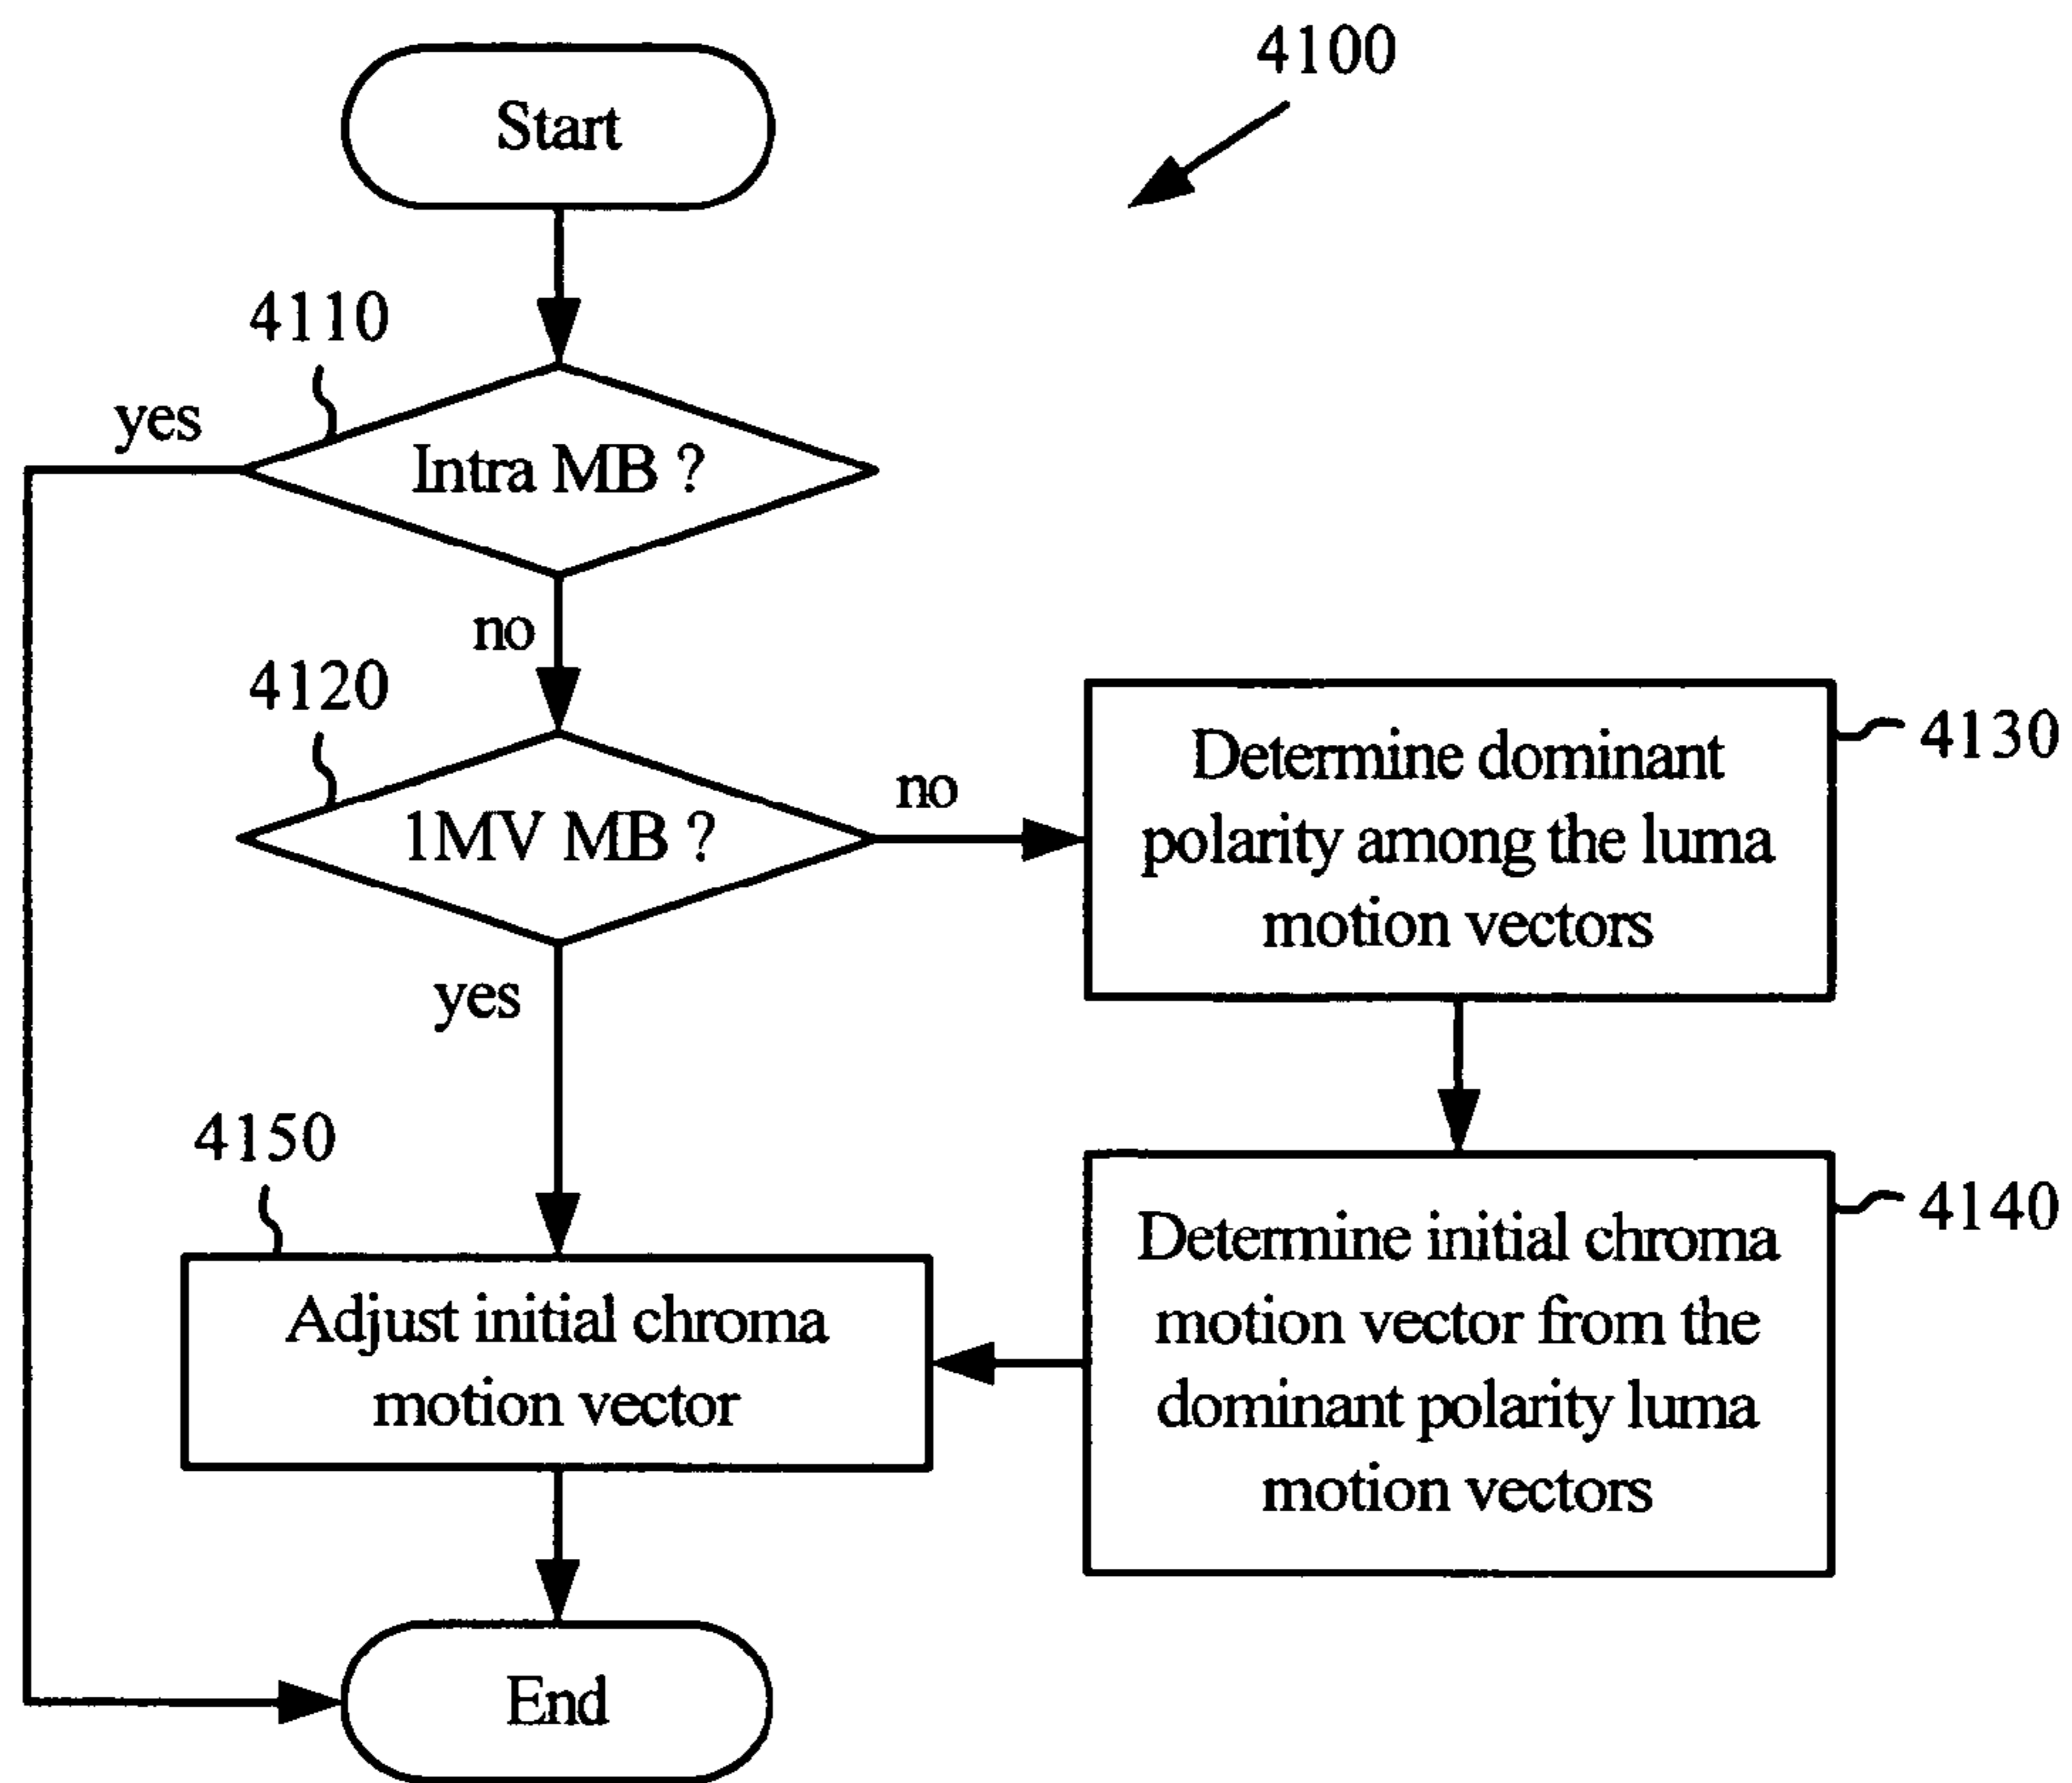 4100
Start
4110
yes
Intra MB ?
no
4120
1MV MB ?
no
yes
4130
Determine dominant
polarity among the luma
motion vectors
4140
Determine initial chroma
motion vector from the
dominant polarity luma
motion vectors
4150
Adjust initial chroma
motion vector
End